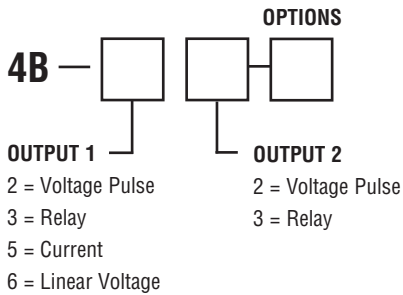 OPTIONS
4B —
OUTPUT 1
2 = Voltage Pulse
3 = Relay
5 = Current
6 = Linear Voltage
OUTPUT 2
2 = Voltage Pulse
3 = Relay